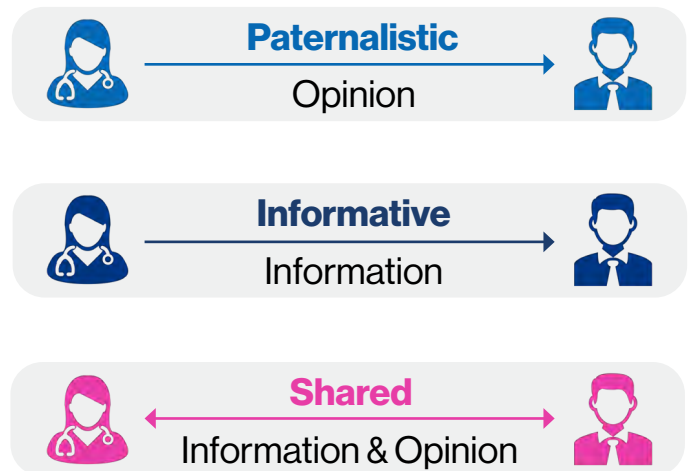 Paternalistic
Opinion
Informative
Information
Shared
Information & Opinion